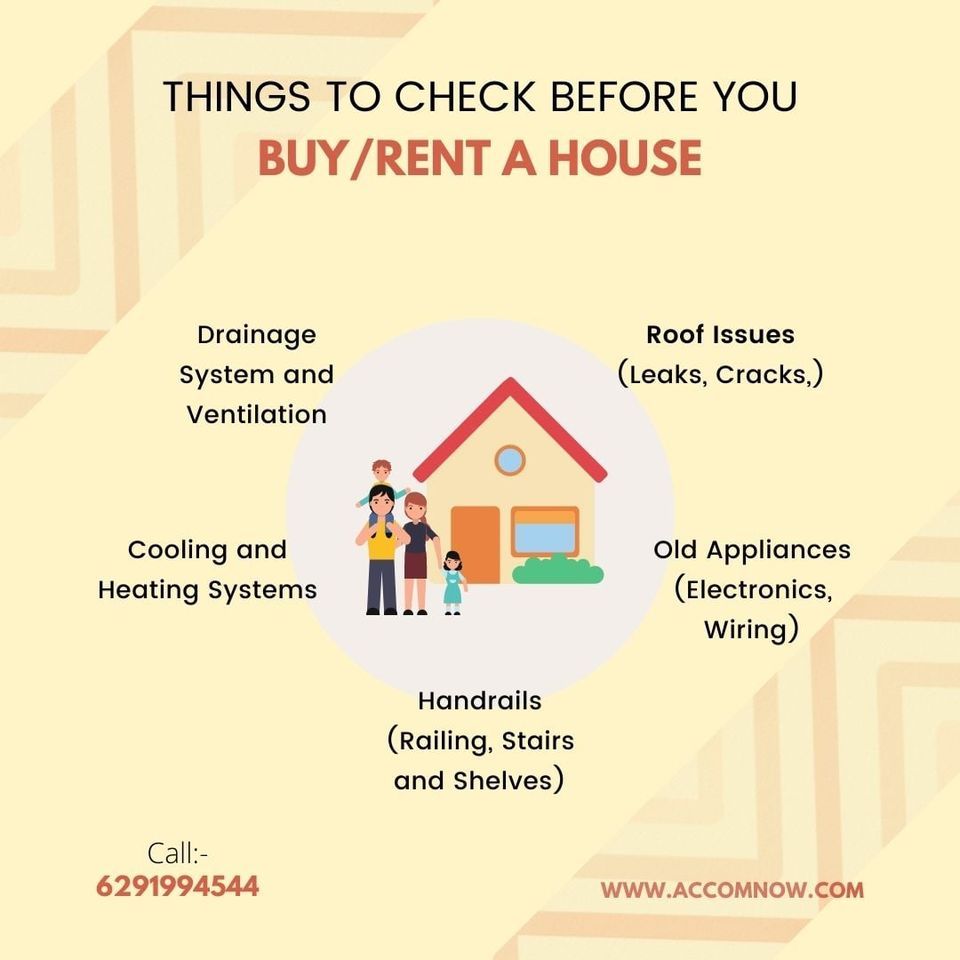 THINGS TO CHECK BEFORE YOU
BUY/RENT A HOUSE
Drainage
System and
Ventilation
Roof Issues
(Leaks, Cracks,)
Cooling and
Heating Systems
Old Appliances
(Electronics,
Wiring)
Handrails
(Railing, Stairs
and Shelves)
Call:-
6291994544
WWW.ACCOMNOW.COM